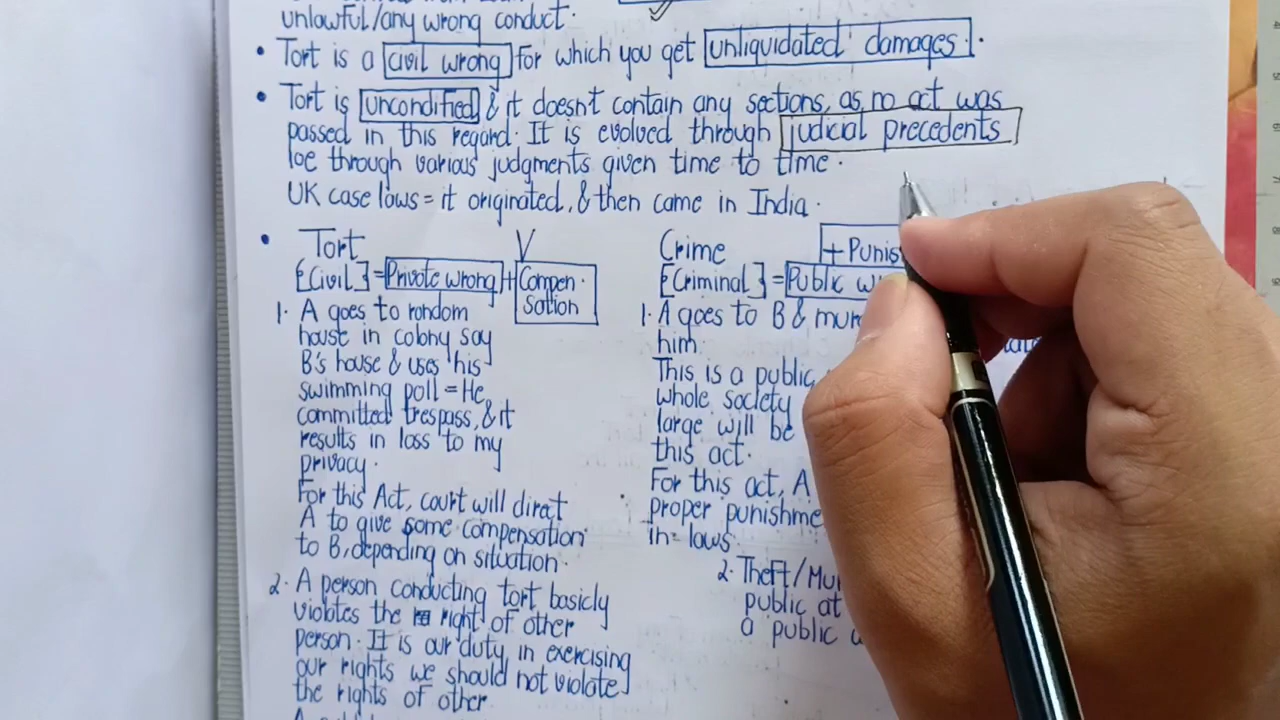 unlawful/any wrong conduct.
• Tort is a civil wrong for which you get unliquidated damages.
• Tort is uncondified & it doesn't contain any sections, as no act was
passed in this regard. It is evolved through judicial precedents
ioe through various judgments given time to time.
UK case laws = it originated, & then came in India.
• Tort V Crime + Punis
[Civil] = Private wrong + Compen. [Criminal] = Public
sation
1. A goes to random
house in colony say
B's house & uses his
swimming poll = He
committed trespass, & it
results in loss to my
privacy.
For this Act, court will direct
A to give some compensation
to B, depending on situation.
2. A person conducting tort basicly
violates the right of other
person. It is our duty in exercising
our rights we should not violate
the rights of other.
1. A goes to B & mur
him.
This is a public
whole society
large will be
this act.
For this act, A
proper punishme
in laws.
2. Theft/Mu
public at
a public